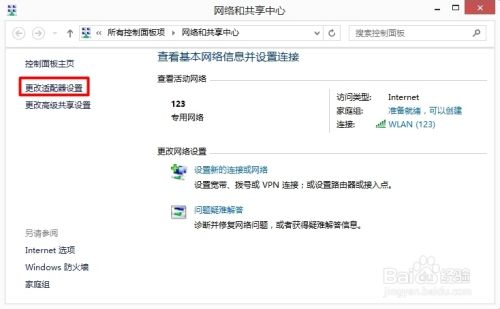 网络和共享中心
所有控制面板项 网络和共享中心
搜索控制面板
控制面板主页
更改适配器设置
更改高级共享设置
查看基本网络信息并设置连接
查看活动网络
123
专用网络
访问类型: Internet
家庭组: 准备就绪，可以创建
连接: WLAN (123)
更改网络设置
设置新的连接或网络
设置宽带、拨号或 VPN 连接；或设置路由器或接入点。
问题疑难解答
诊断并修复网络问题，或者获得疑难解答信息。
另请参阅
Internet 选项
Windows 防火墙
家庭组
Baidu经验
jingyan.baidu.com